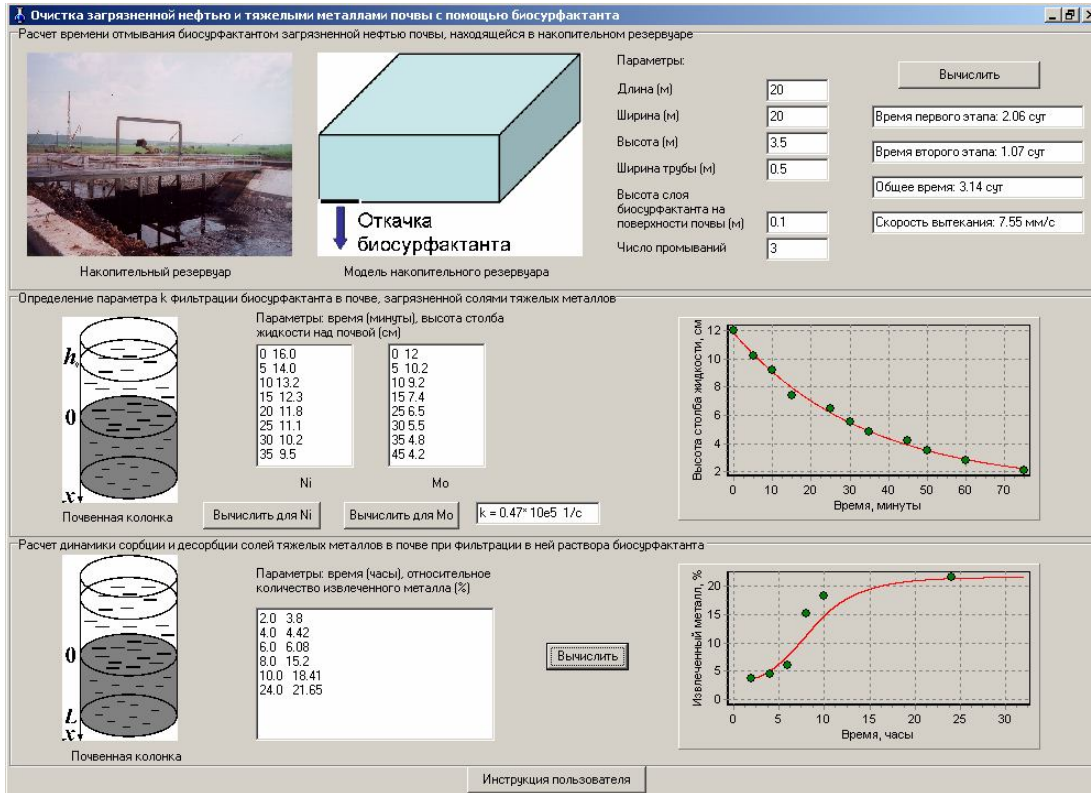 Очистка загрязненной нефтью и тяжелыми металлами почвы с помощью биосурфактанта
Расчет времени отмывания биосурфактантом загрязненной нефтью почвы, находящейся в накопительном резервуаре
Откачка
биосурфактанта
Накопительный резервуар
Модель накопительного резервуара
Параметры:
Длина (м)
20
Ширина (м)
20
Высота (м)
3.5
Ширина трубы (м)
0.5
Высота слоя
биосурфактанта на
поверхности почвы (м)
0.1
Число промываний
3
Вычислить
Время первого этапа: 2.06 сут
Время второго этапа: 1.07 сут
Общее время: 3.14 сут
Скорость вытекания: 7.55 мм/с
Определение параметра k фильтрации биосурфактанта в почве, загрязненной солями тяжелых металлов
h₀
0
x
Почвенная колонка
Параметры: время (минуты), высота столба
жидкости над почвой (см)
0 16.0
5 14.0
10 13.2
15 12.3
20 11.8
25 11.1
30 10.2
35 9.5
Ni
0 12
5 10.2
10 9.2
15 7.4
25 6.5
30 5.5
35 4.8
45 4.2
Mo
Вычислить для Ni
Вычислить для Mo
k = 0.47* 10e5 1/c
Высота столба жидкости, см
12
10
8
6
4
2
0 10 20 30 40 50 60 70
Время, минуты
Расчет динамики сорбции и десорбции солей тяжелых металлов в почве при фильтрации в ней раствора биосурфактанта
0
L
x
Почвенная колонка
Параметры: время (часы), относительное
количество извлеченного металла (%)
2.0 3.8
4.0 4.42
6.0 6.08
8.0 15.2
10.0 18.41
24.0 21.65
Вычислить
Извлеченный металл, %
20
15
10
5
0
0 5 10 15 20 25 30
Время, часы
Инструкция пользователя